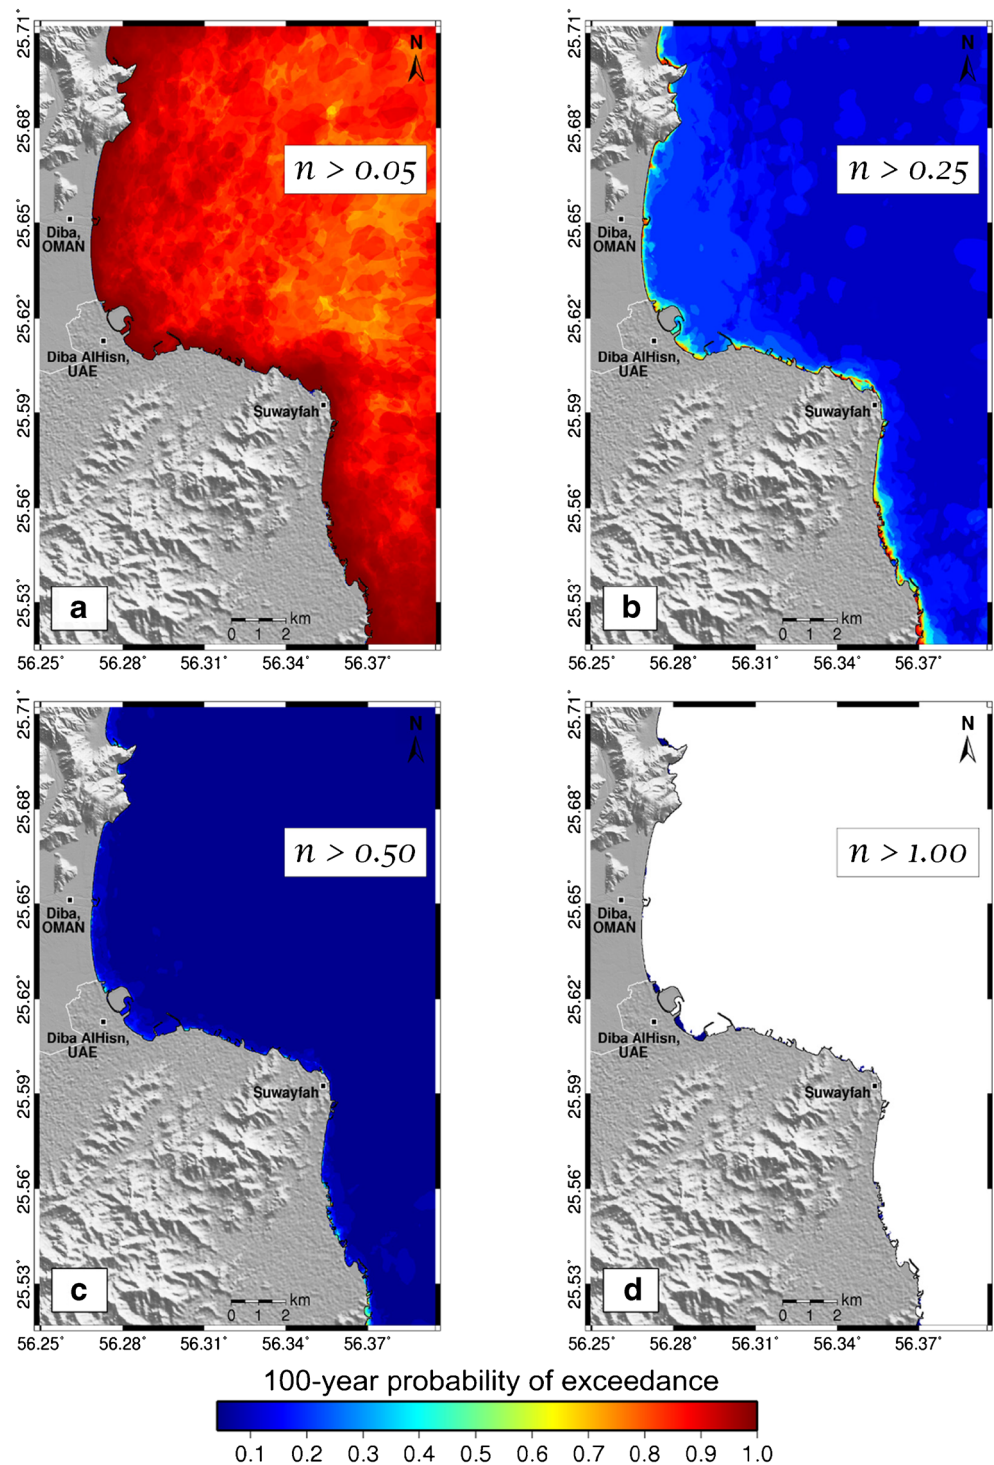 25.71°
25.68°
25.65°
25.62°
25.59°
25.56°
25.53°
N
n > 0.05
Diba,
OMAN
Diba AlHisn,
UAE
Suwayfah
a
km
0 1 2
56.25° 56.28° 56.31° 56.34° 56.37°
25.71°
25.68°
25.65°
25.62°
25.59°
25.56°
25.53°
N
n > 0.25
Diba,
OMAN
Diba AlHisn,
UAE
Suwayfah
b
km
0 1 2
56.25° 56.28° 56.31° 56.34° 56.37°
25.71°
25.68°
25.65°
25.62°
25.59°
25.56°
25.53°
N
n > 0.50
Diba,
OMAN
Diba AlHisn,
UAE
Suwayfah
c
km
0 1 2
56.25° 56.28° 56.31° 56.34° 56.37°
25.71°
25.68°
25.65°
25.62°
25.59°
25.56°
25.53°
N
n > 1.00
Diba,
OMAN
Diba AlHisn,
UAE
Suwayfah
d
km
0 1 2
56.25° 56.28° 56.31° 56.34° 56.37°
100-year probability of exceedance
0.1 0.2 0.3 0.4 0.5 0.6 0.7 0.8 0.9 1.0